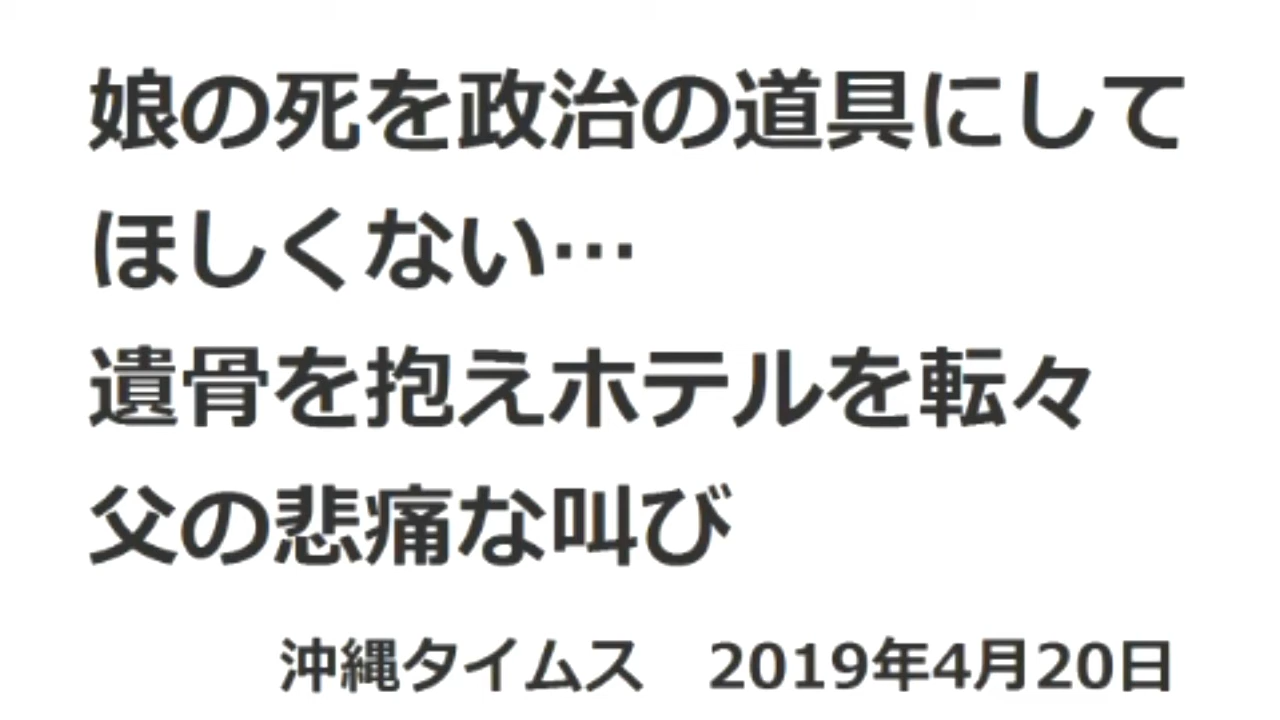 娘の死を政治の道具にして
ほしくない…
遺骨を抱えホテルを転々
父の悲痛な叫び
沖縄タイムス　2019年4月20日